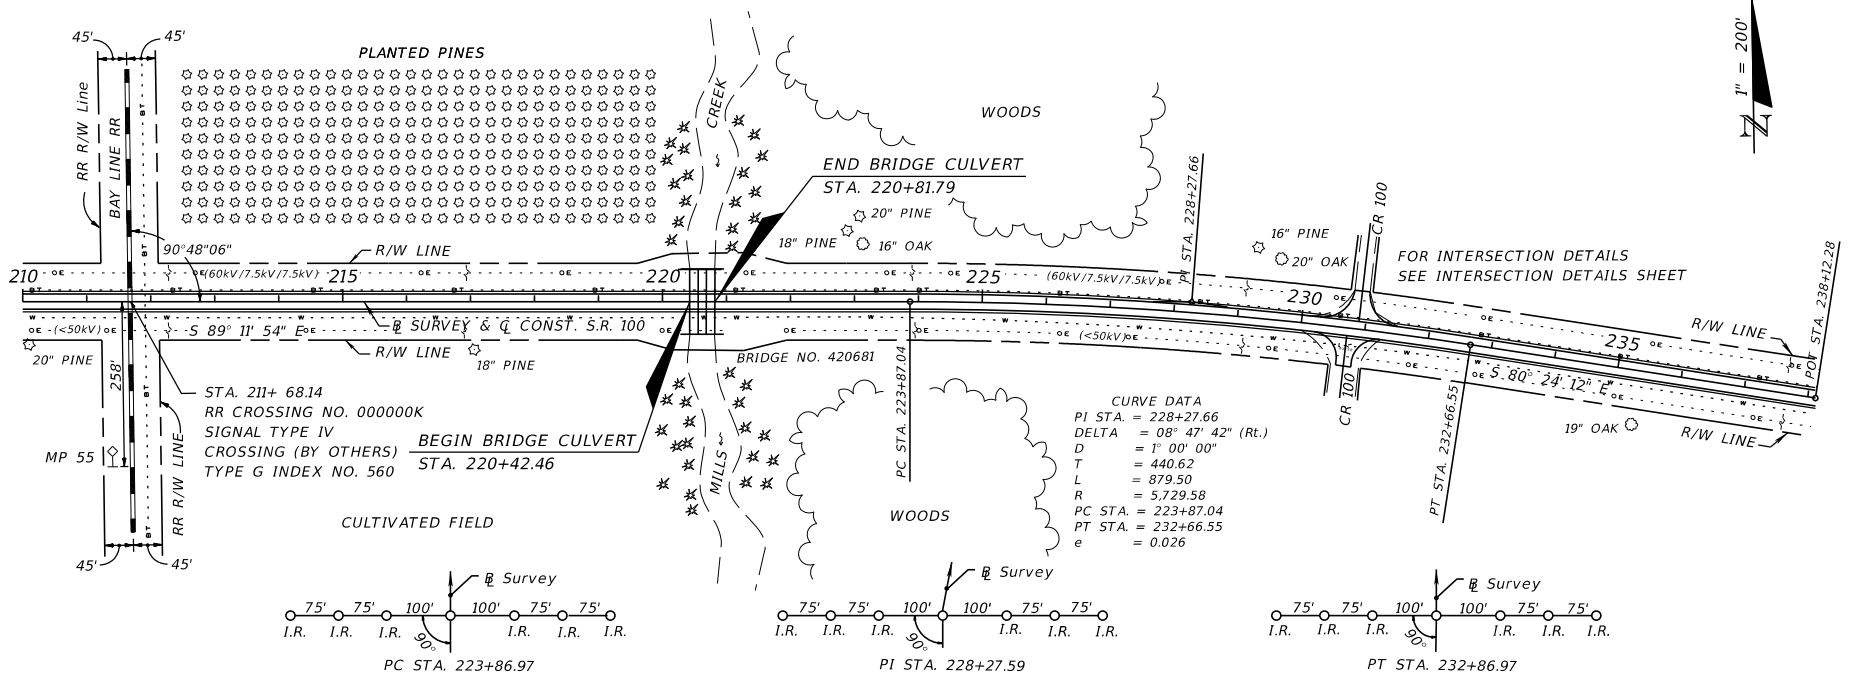 45'
45'
PLANTED PINES
1" = 200'
N
RR R/W Line
BAY LINE RR
CREEK
WOODS
END BRIDGE CULVERT
STA. 220+81.79
PI STA. 228+27.66
CR 100
20" PINE
18" PINE
16" OAK
16" PINE
20" OAK
FOR INTERSECTION DETAILS
SEE INTERSECTION DETAILS SHEET
90°48"06"
R/W LINE
210
(60kV/7.5kV/7.5kV)
215
220
225
(60kV/7.5kV/7.5kV)
230
235
POT STA. 238+12.28
R/W LINE
(<50kV)
S 89° 11' 54" E
BL SURVEY & CL CONST. S.R. 100
R/W LINE
20" PINE
18" PINE
BRIDGE NO. 420681
(<50kV)
S 80° 24' 12" E
258'
STA. 211+ 68.14
RR CROSSING NO. 000000K
SIGNAL TYPE IV
CROSSING (BY OTHERS)
TYPE G INDEX NO. 560
MP 55
RR R/W LINE
BEGIN BRIDGE CULVERT
STA. 220+42.46
MILLS
PC STA. 223+87.04
CURVE DATA
PI STA. = 228+27.66
DELTA = 08° 47' 42" (Rt.)
D = 1° 00' 00"
T = 440.62
L = 879.50
R = 5,729.58
PC STA. = 223+87.04
PT STA. = 232+66.55
e = 0.026
CR 100
PT STA. 232+66.55
19" OAK
R/W LINE
CULTIVATED FIELD
WOODS
45'
45'
BL Survey
75' 75' 100' 100' 75' 75'
I.R. I.R. I.R. I.R. I.R. I.R.
90°
PC STA. 223+86.97
BL Survey
75' 75' 100' 100' 75' 75'
I.R. I.R. I.R. I.R. I.R. I.R.
90°
PI STA. 228+27.59
BL Survey
75' 75' 100' 100' 75' 75'
I.R. I.R. I.R. I.R. I.R. I.R.
90°
PT STA. 232+86.97